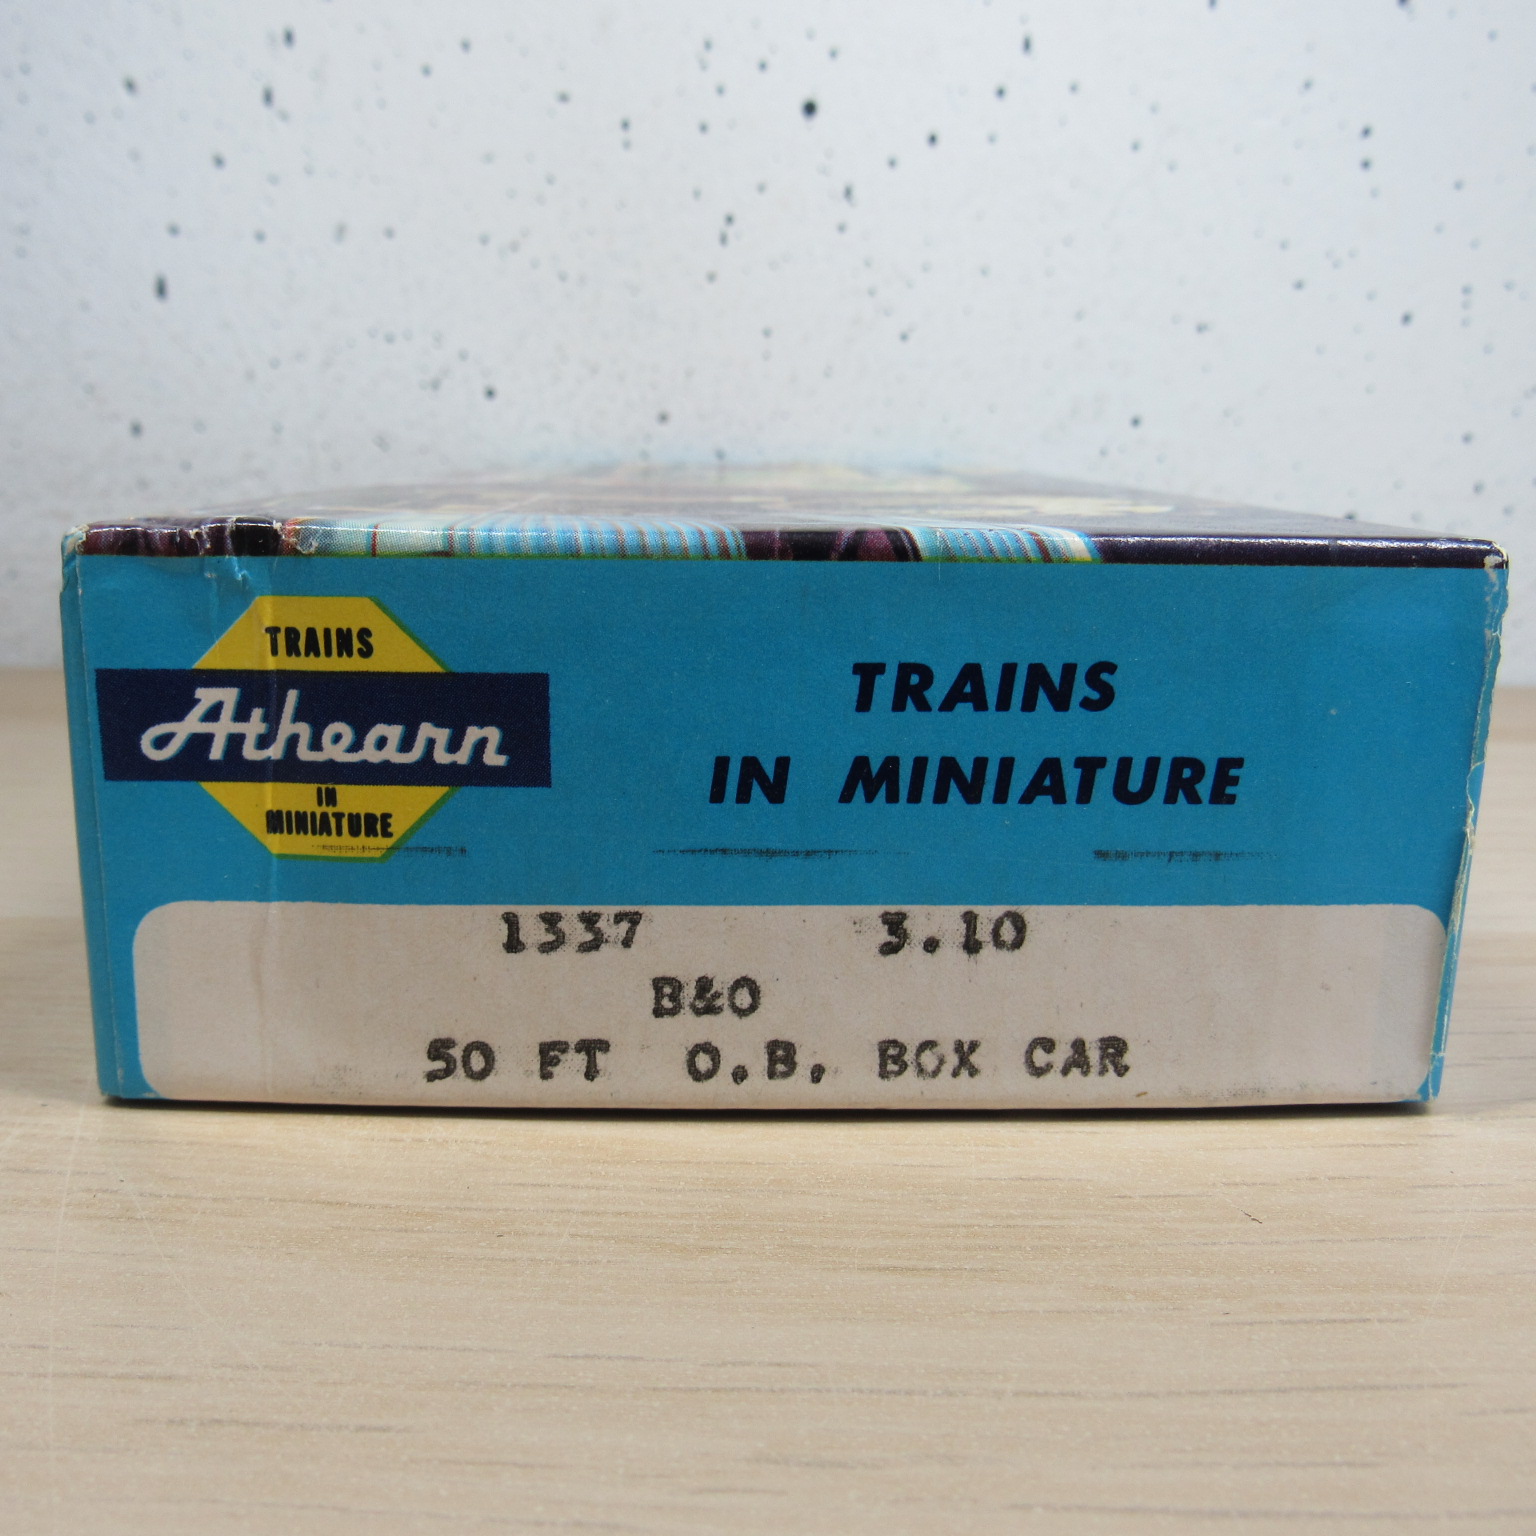 TRAINS
Athearn
IN
MINIATURE
TRAINS
IN MINIATURE
1337 3.10
B&O
50 FT O.B. BOX CAR